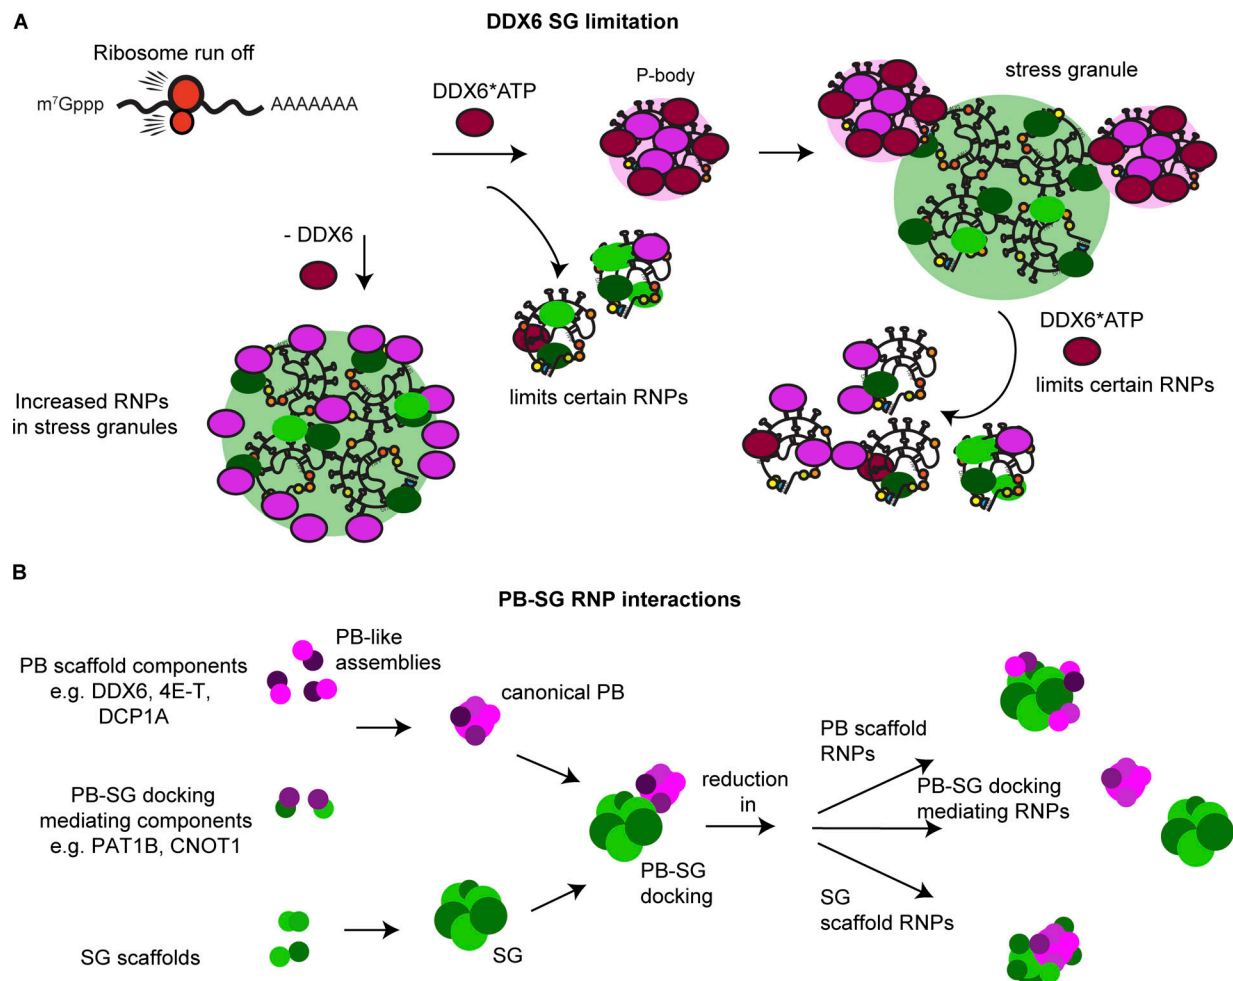 A
DDX6 SG limitation
Ribosome run off
m⁷Gppp
AAAAAAA
DDX6*ATP
P-body
stress granule
- DDX6
limits certain RNPs
DDX6*ATP
limits certain RNPs
Increased RNPs
in stress granules
B
PB-SG RNP interactions
PB scaffold components
e.g. DDX6, 4E-T,
DCP1A
PB-like
assemblies
canonical PB
PB-SG docking
mediating components
e.g. PAT1B, CNOT1
SG scaffolds
SG
PB-SG
docking
reduction
in
PB scaffold
RNPs
PB-SG docking
mediating RNPs
SG
scaffold RNPs